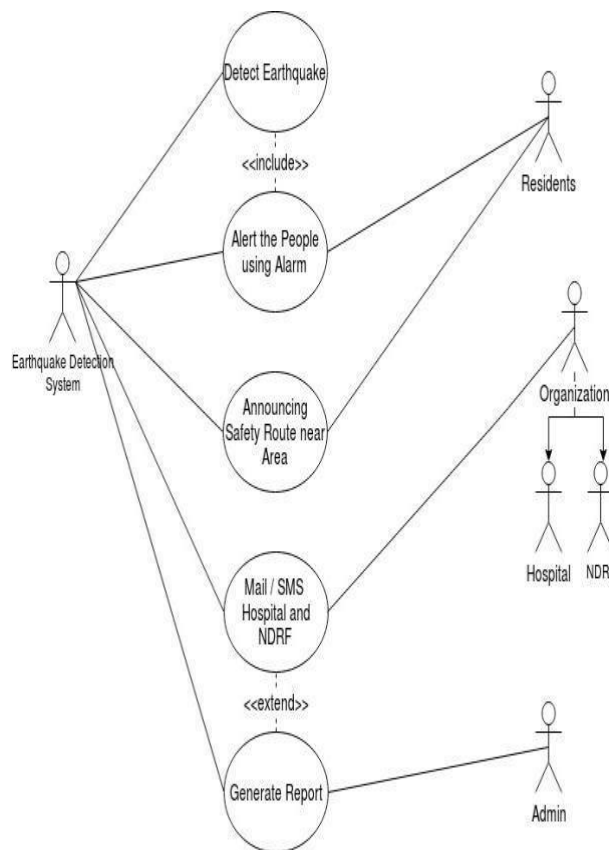 Detect Earthquake
<<include>>
Residents
Alert the People
using Alarm
Earthquake Detection
System
Organization
Announcing
Safety Route near
Area
Hospital
NDR
Mail / SMS
Hospital and
NDRF
<<extend>>
Generate Report
Admin